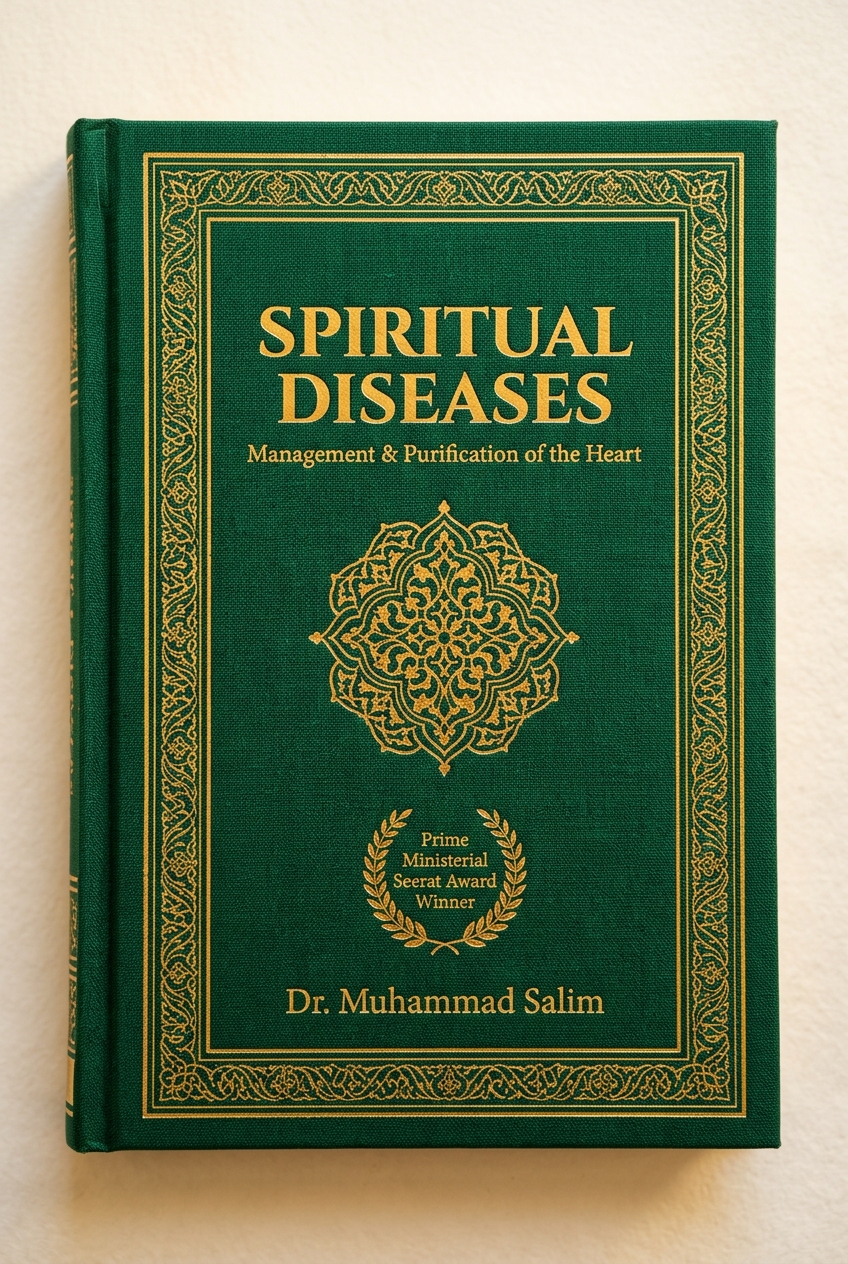 SPIRITUAL
DISEASES
Management & Purification of the Heart
Prime
Ministerial
Seerat Award
Winner
Dr. Muhammad Salim